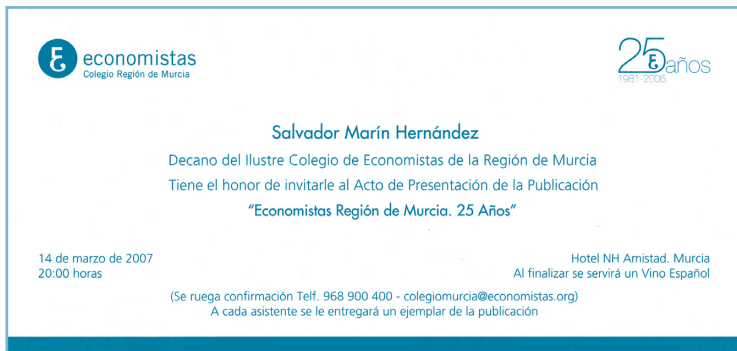 economistas
Colegio Región de Murcia
25 años
1981-2006
Salvador Marín Hernández
Decano del Ilustre Colegio de Economistas de la Región de Murcia
Tiene el honor de invitarle al Acto de Presentación de la Publicación
“Economistas Región de Murcia. 25 Años”
14 de marzo de 2007
20:00 horas
Hotel NH Amistad. Murcia
Al finalizar se servirá un Vino Español
(Se ruega confirmación Telf. 968 900 400 - colegiomurcia@economistas.org)
A cada asistente se le entregará un ejemplar de la publicación